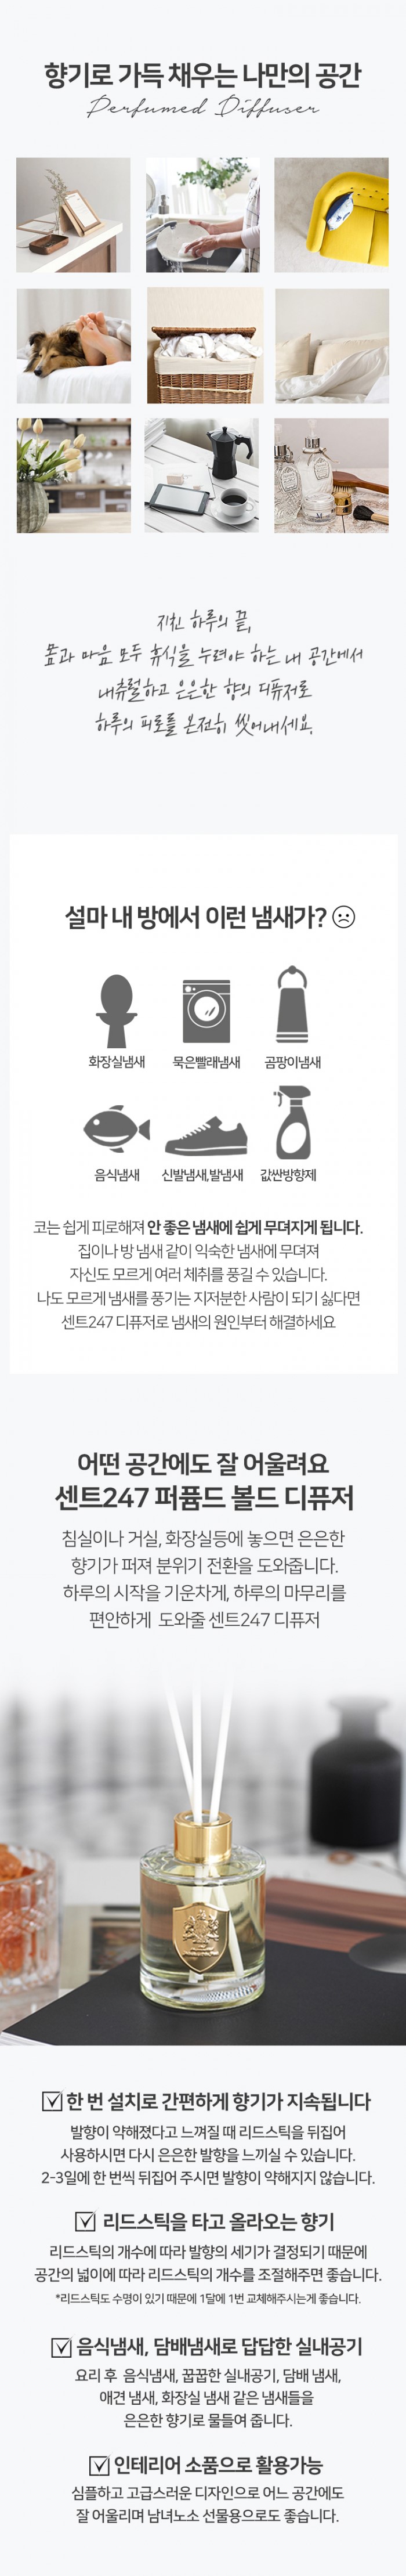 향기로 가득 채우는 나만의 공간
Perfumed Diffuser
지친 하루의 끝,
몸과 마음 모두 휴식을 누려야 하는 내 공간에서
내츄럴하고 은은한 향의 디퓨저로
하루의 피로를 온전히 씻어내세요.
설마 내 방에서 이런 냄새가?
화장실냄새 묵은빨래냄새 곰팡이냄새
음식냄새 신발냄새,발냄새 값싼방향제
코는 쉽게 피로해져 안 좋은 냄새에 쉽게 무뎌지게 됩니다.
집이나 방 냄새 같이 익숙한 냄새에 무뎌져
자신도 모르게 여러 체취를 풍길 수 있습니다.
나도 모르게 냄새를 풍기는 지저분한 사람이 되기 싫다면
센트247 디퓨저로 냄새의 원인부터 해결하세요
어떤 공간에도 잘 어울려요
센트247 퍼퓸드 볼드 디퓨저
침실이나 거실, 화장실등에 놓으면 은은한
향기가 퍼져 분위기 전환을 도와줍니다.
하루의 시작을 기운차게, 하루의 마무리를
편안하게 도와줄 센트247 디퓨저
한 번 설치로 간편하게 향기가 지속됩니다
발향이 약해졌다고 느껴질 때 리드스틱을 뒤집어
사용하시면 다시 은은한 발향을 느끼실 수 있습니다.
2-3일에 한 번씩 뒤집어 주시면 발향이 약해지지 않습니다.
리드스틱을 타고 올라오는 향기
리드스틱의 개수에 따라 발향의 세기가 결정되기 때문에
공간의 넓이에 따라 리드스틱의 개수를 조절해주면 좋습니다.
*리드스틱도 수명이 있기 때문에 1달에 1번 교체해주시는게 좋습니다.
음식냄새, 담배냄새로 답답한 실내공기
요리 후 음식냄새, 꿉꿉한 실내공기, 담배 냄새,
애견 냄새, 화장실 냄새 같은 냄새들을
은은한 향기로 물들여 줍니다.
인테리어 소품으로 활용가능
심플하고 고급스러운 디자인으로 어느 공간에도
잘 어울리며 남녀노소 선물용으로도 좋습니다.